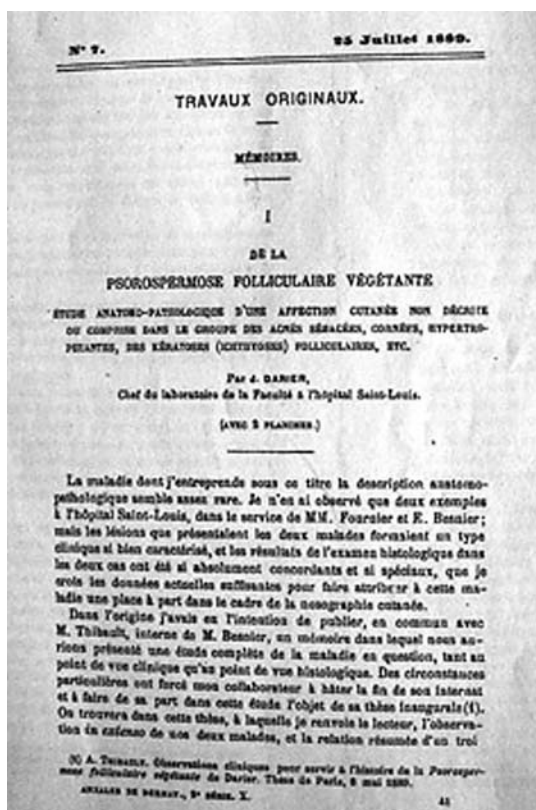 N° 7.
25 Juillet 1889.
TRAVAUX ORIGINAUX.
MÉMOIRES.
I
DE LA
PSOROSPERMOSE FOLLICULAIRE VÉGÉTANTE
ÉTUDE ANATOMO-PATHOLOGIQUE D'UNE AFFECTION CUTANÉE NON DÉCRITE
OU COMPRISE DANS LE GROUPE DES ACNÉS SÉBACÉES, CORNÉES, HYPERTRO-
PHIANTES, DES KÉRATOSES (ICHTHYOSES) FOLLICULAIRES, ETC.
Par J. DARIER,
Chef du laboratoire de la Faculté à l'hôpital Saint-Louis.
(AVEC 2 PLANCHES.)
La maladie dont j'entreprends sous ce titre la description anatomo-
pathologique semble assez rare. Je n'en ai observé que deux exemples
à l'hôpital Saint-Louis, dans le service de MM. Fournier et E. Besnier;
mais les lésions que présentaient les deux malades formaient un type
clinique si bien caractérisé, et les résultats de l'examen histologique dans
les deux cas ont été si absolument concordants et si spéciaux, que je
crois les données actuelles suffisantes pour faire attribuer à cette ma-
ladie une place à part dans le cadre de la nosographie cutanée.
Dans l'origine j'avais eu l'intention de publier, en commun avec
M. Thibault, interne de M. Besnier, un mémoire dans lequel nous au-
rions présenté une étude complète de la maladie en question, tant au
point de vue clinique qu'au point de vue histologique. Des circonstances
particulières ont forcé mon collaborateur à hâter la fin de son internat
et à faire de sa part dans cette étude l'objet de sa thèse inaugurale (1).
On trouvera dans cette thèse, à laquelle je renvoie le lecteur, l'observa-
tion in extenso de nos deux malades, et la relation résumée d'un troi
(1) A. THIBAULT. Observations cliniques pour servir à l'histoire de la Psorosper-
mose folliculaire végétante de Darier. Thèse de Paris, 8 mai 1889.
ANNALES DE DERMAT., 2e SÉRIE. X.
41